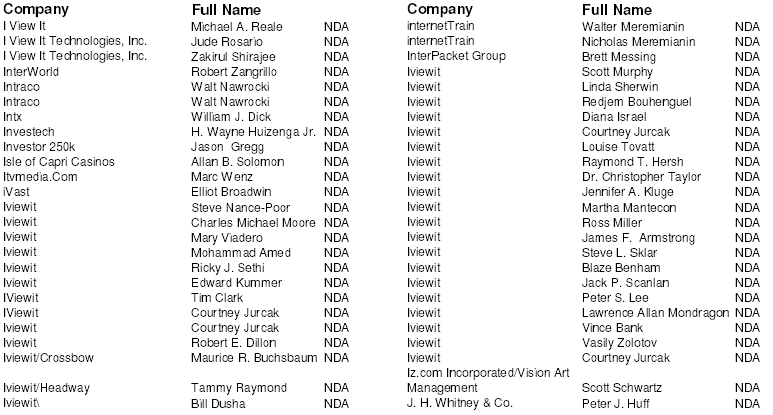 Company Full Name Company Full Name
I View It Michael A. Reale NDA internetTrain Walter Meremianin NDA
I View It Technologies, Inc. Jude Rosario NDA internetTrain Nicholas Meremianin NDA
I View It Technologies, Inc. Zakirul Shirajee NDA InterPacket Group Brett Messing NDA
InterWorld Robert Zangrillo NDA Iviewit Scott Murphy NDA
Intraco Walt Nawrocki NDA Iviewit Linda Sherwin NDA
Intraco Walt Nawrocki NDA Iviewit Redjem Bouhenguel NDA
Intx William J. Dick NDA Iviewit Diana Israel NDA
Investech H. Wayne Huizenga Jr. NDA Iviewit Courtney Jurcak NDA
Investor 250k Jason Gregg NDA Iviewit Louise Tovatt NDA
Isle of Capri Casinos Allan B. Solomon NDA Iviewit Raymond T. Hersh NDA
Itvmedia.Com Marc Wenz NDA Iviewit Dr. Christopher Taylor NDA
iVast Elliot Broadwin NDA Iviewit Jennifer A. Kluge NDA
Iviewit Steve Nance-Poor NDA Iviewit Martha Mantecon NDA
Iviewit Charles Michael Moore NDA Iviewit Ross Miller NDA
Iviewit Mary Viadero NDA Iviewit James F. Armstrong NDA
Iviewit Mohammad Amed NDA Iviewit Steve L. Sklar NDA
Iviewit Ricky J. Sethi NDA Iviewit Blaze Benham NDA
Iviewit Edward Kummer NDA Iviewit Jack P. Scanlan NDA
IViewit Tim Clark NDA Iviewit Peter S. Lee NDA
IViewit Courtney Jurcak NDA Iviewit Lawrence Allan Mondragon NDA
Iviewit Courtney Jurcak NDA Iviewit Vince Bank NDA
Iviewit Robert E. Dillon NDA Iviewit Vasily Zolotov NDA
Iviewit/Crossbow Maurice R. Buchsbaum NDA Iviewit Courtney Jurcak NDA
Iz.com Incorporated/Vision Art
Iviewit/Headway Tammy Raymond NDA Management Scott Schwartz NDA
Iviewit\ Bill Dusha NDA J. H. Whitney & Co. Peter J. Huff NDA